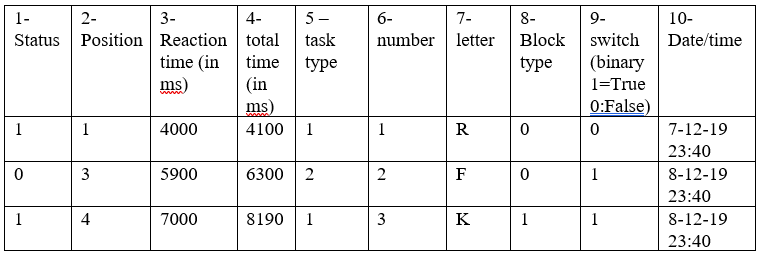 1- Status 2- Position 3- Reaction time (in ms) 4- total time (in ms) 5 – task type 6- number 7- letter 8- Block type 9- switch (binary 1=True 0:False) 10- Date/time
1 1 4000 4100 1 1 R 0 0 7-12-19 23:40
0 3 5900 6300 2 2 F 0 1 8-12-19 23:40
1 4 7000 8190 1 3 K 1 1 8-12-19 23:40